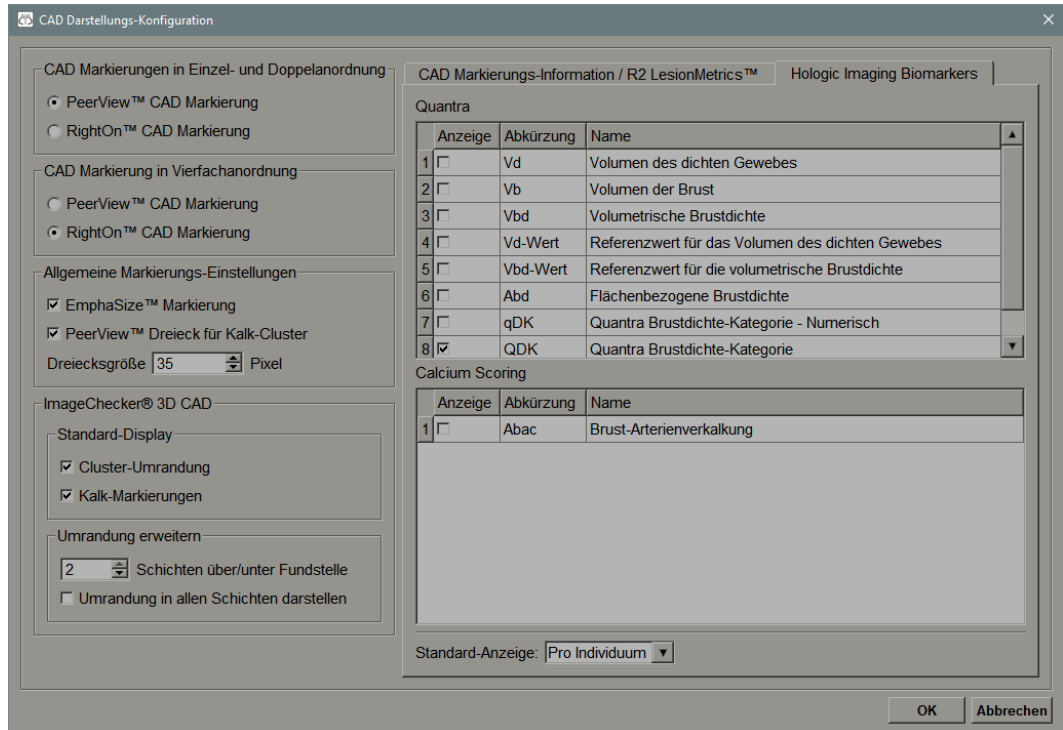 CAD Darstellungs-Konfiguration
CAD Markierungen in Einzel- und Doppelanordnung
PeerView™ CAD Markierung
RightOn™ CAD Markierung
CAD Markierung in Vierfachanordnung
PeerView™ CAD Markierung
RightOn™ CAD Markierung
Allgemeine Markierungs-Einstellungen
EmphaSize™ Markierung
PeerView™ Dreieck für Kalk-Cluster
Dreiecksgröße 35 Pixel
ImageChecker® 3D CAD
Standard-Display
Cluster-Umrandung
Kalk-Markierungen
Umrandung erweitern
2 Schichten über/unter Fundstelle
Umrandung in allen Schichten darstellen
CAD Markierungs-Information / R2 LesionMetrics™ Hologic Imaging Biomarkers
Quantra
Anzeige Abkürzung Name
1 Vd Volumen des dichten Gewebes
2 Vb Volumen der Brust
3 Vbd Volumetrische Brustdichte
4 Vd-Wert Referenzwert für das Volumen des dichten Gewebes
5 Vbd-Wert Referenzwert für die volumetrische Brustdichte
6 Abd Flächenbezogene Brustdichte
7 qDK Quantra Brustdichte-Kategorie - Numerisch
8 QDK Quantra Brustdichte-Kategorie
Calcium Scoring
Anzeige Abkürzung Name
1 Abac Brust-Arterienverkalkung
Standard-Anzeige: Pro Individuum
OK Abbrechen